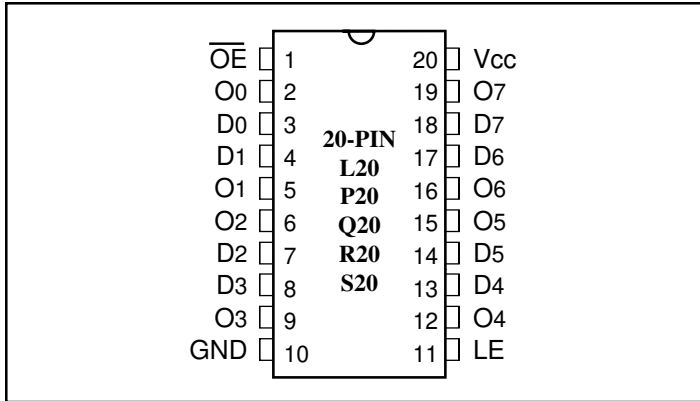 O̅E̅ 1 20 Vcc
O0 2 19 O7
D0 3 18 D7
20-PIN
D1 4 17 D6
L20
O1 5 P20 16 O6
O2 6 Q20 15 O5
D2 7 R20 14 D5
D3 8 S20 13 D4
O3 9 12 O4
GND 10 11 LE